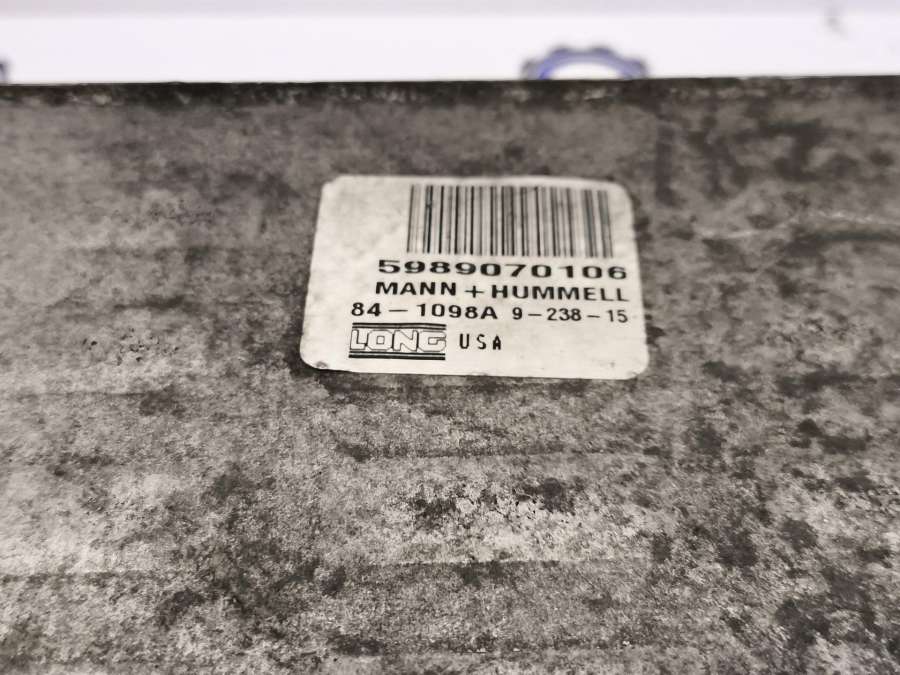 5989070106
MANN+HUMMELL
84-1098A 9-238-15
LONG USA